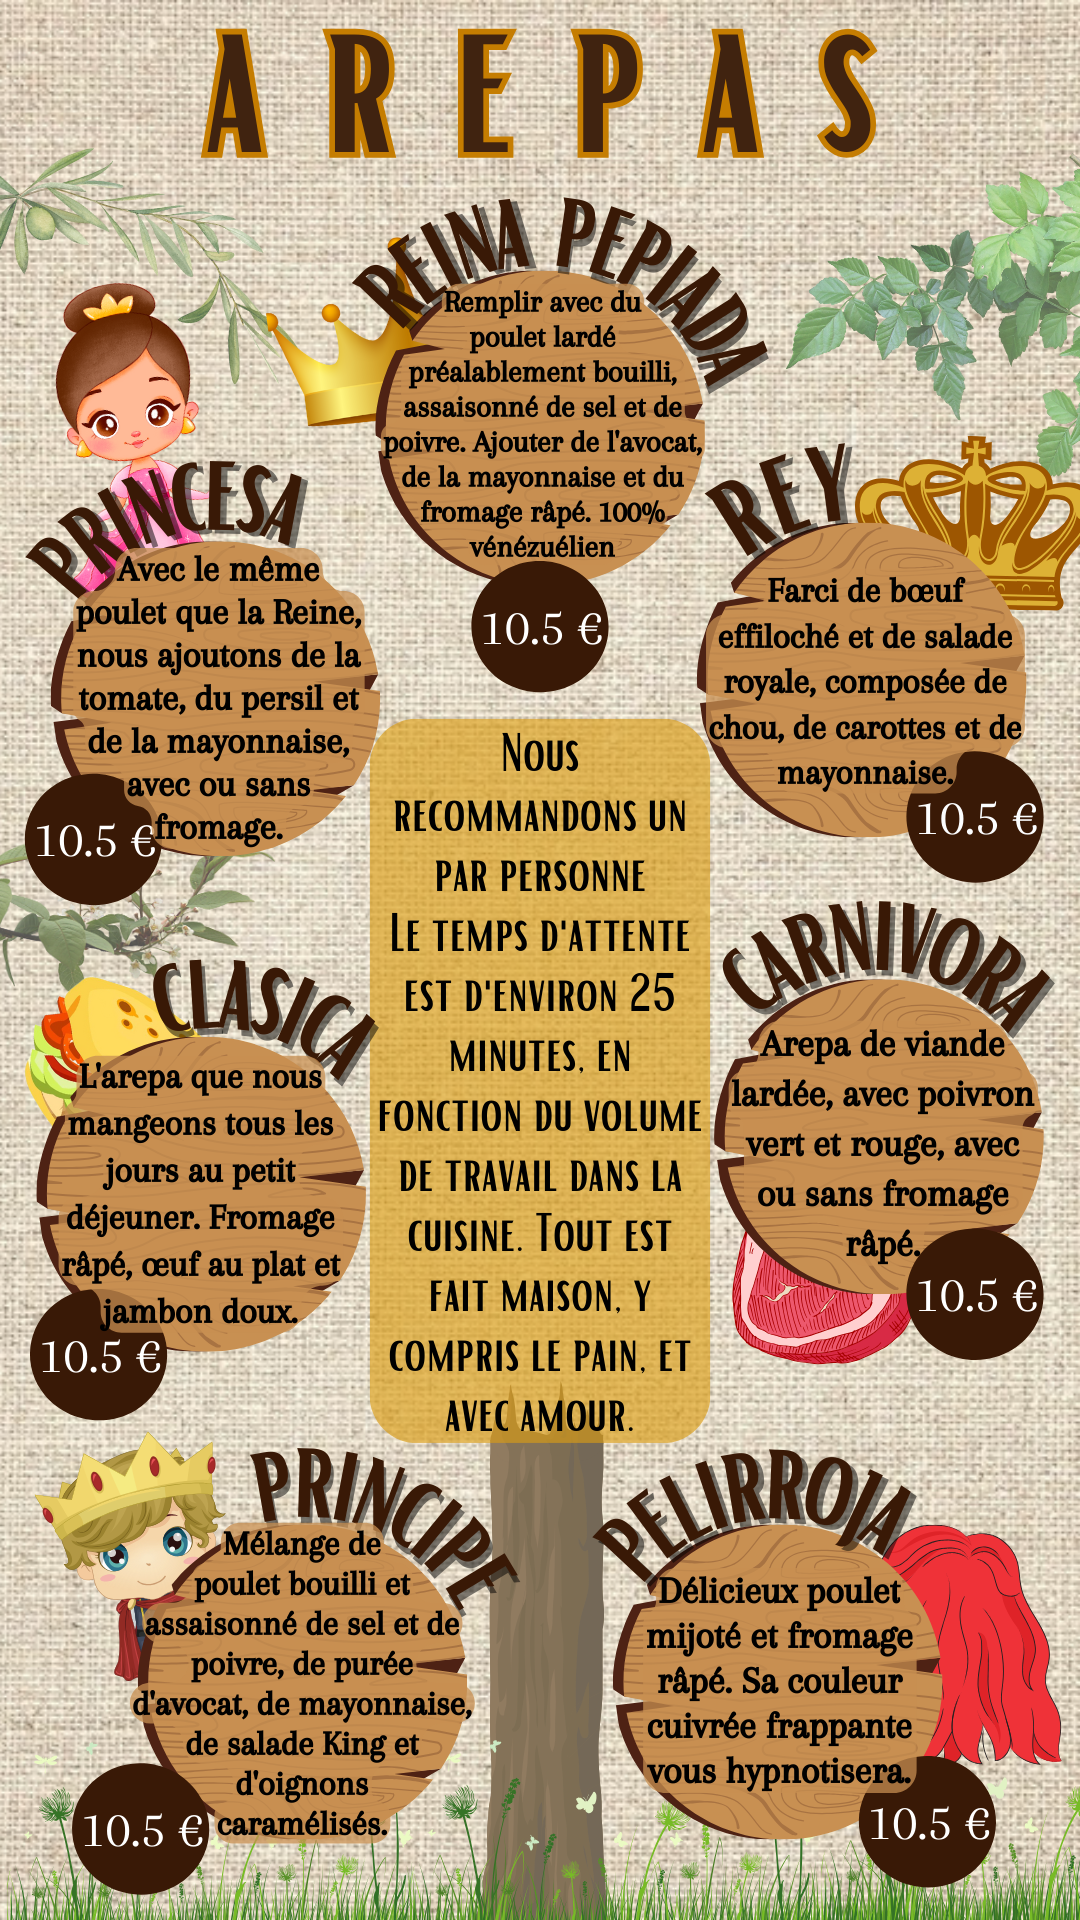 AREPAS
REINA PEPIADA
Remplir avec du
poulet lardé
préalablement bouilli,
assaisonné de sel et de
poivre. Ajouter de l'avocat,
de la mayonnaise et du
fromage râpé. 100%
vénézuélien
10.5 €
PRINCESA
Avec le même
poulet que la Reine,
nous ajoutons de la
tomate, du persil et
de la mayonnaise,
avec ou sans
fromage.
10.5 €
REY
Farci de bœuf
effiloché et de salade
royale, composée de
chou, de carottes et de
mayonnaise.
10.5 €
Nous
recommandons un
par personne
Le temps d'attente
est d'environ 25
minutes, en
fonction du volume
de travail dans la
cuisine. Tout est
fait maison, y
compris le pain, et
avec amour.
CLASICA
L'arepa que nous
mangeons tous les
jours au petit
déjeuner. Fromage
râpé, œuf au plat et
jambon doux.
10.5 €
CARNIVORA
Arepa de viande
lardée, avec poivron
vert et rouge, avec
ou sans fromage
râpé.
10.5 €
PRINCIPE
Mélange de
poulet bouilli et
assaisonné de sel et de
poivre, de purée
d'avocat, de mayonnaise,
de salade King et
d'oignons
caramélisés.
10.5 €
PELIRROJA
Délicieux poulet
mijoté et fromage
râpé. Sa couleur
cuivrée frappante
vous hypnotisera.
10.5 €